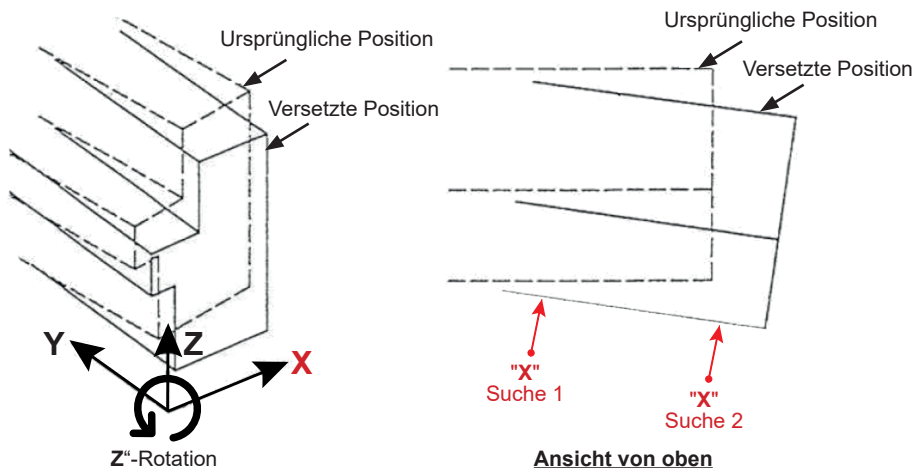 Ursprüngliche Position
Versetzte Position
Y
Z
X
Z“-Rotation
Ursprüngliche Position
Versetzte Position
"X"
Suche 1
"X"
Suche 2
Ansicht von oben